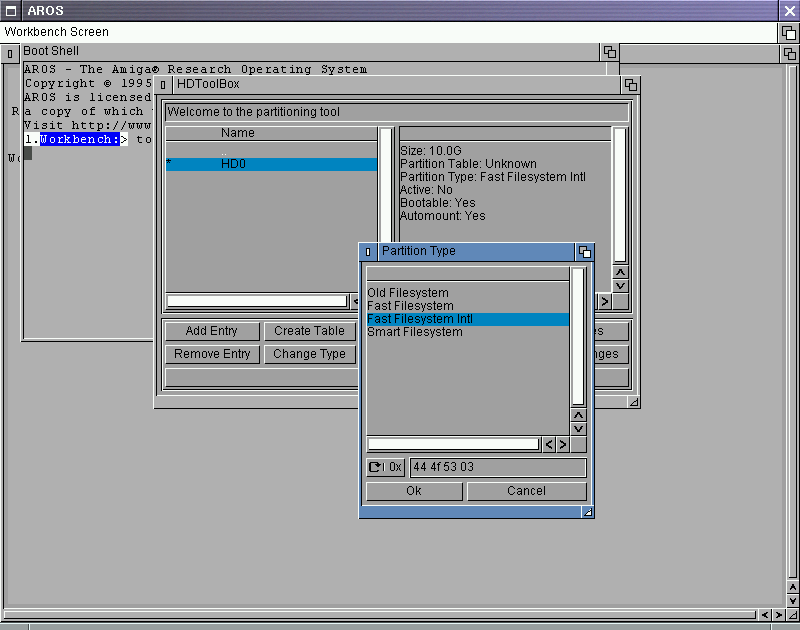 AROS
Workbench Screen
Boot Shell
AROS - The Amiga® Research Operating System
Copyright © 1995
AROS is licensed
a copy of which
Visit http://www
1.Workbench:> to
HDToolBox
Welcome to the partitioning tool
Name
..
* HD0
Size: 10.0G
Partition Table: Unknown
Partition Type: Fast Filesystem Intl
Active: No
Bootable: Yes
Automount: Yes
Add Entry Create Table
Remove Entry Change Type
Partition Type
Old Filesystem
Fast Filesystem
Fast Filesystem Intl
Smart Filesystem
0x 44 4f 53 03
Ok Cancel